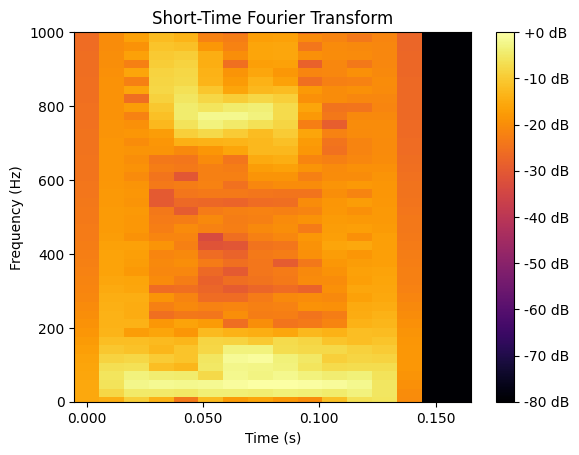 Short-Time Fourier Transform
Frequency (Hz)
1000
800
600
400
200
0
0.000
0.050
0.100
0.150
Time (s)
+0 dB
-10 dB
-20 dB
-30 dB
-40 dB
-50 dB
-60 dB
-70 dB
-80 dB